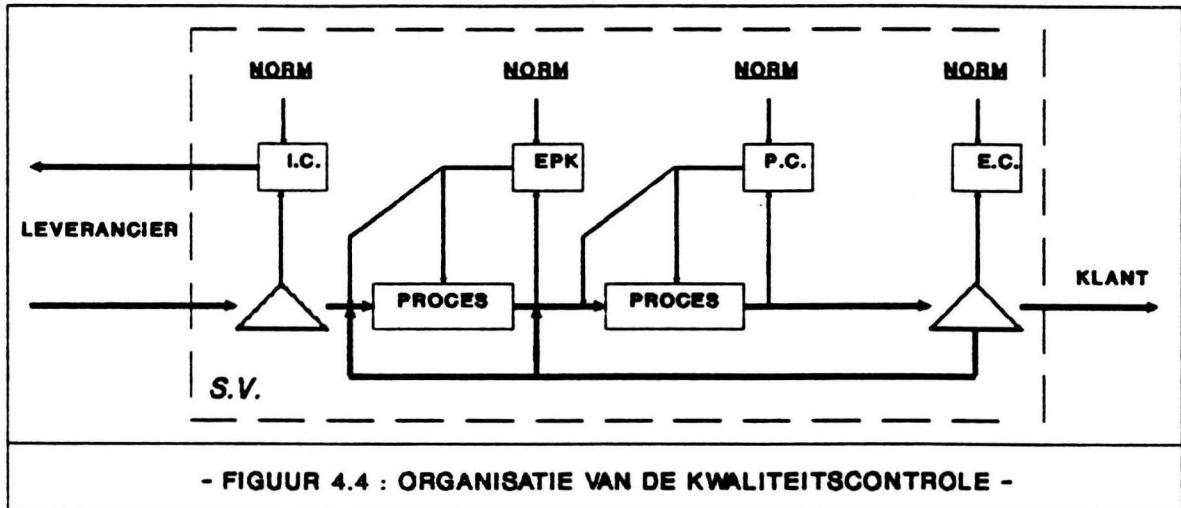 NORM NORM NORM NORM
I.C. EPK P.C. E.C.
LEVERANCIER
KLANT
PROCES PROCES
S.V.
- FIGUUR 4.4 : ORGANISATIE VAN DE KWALITEITSCONTROLE -